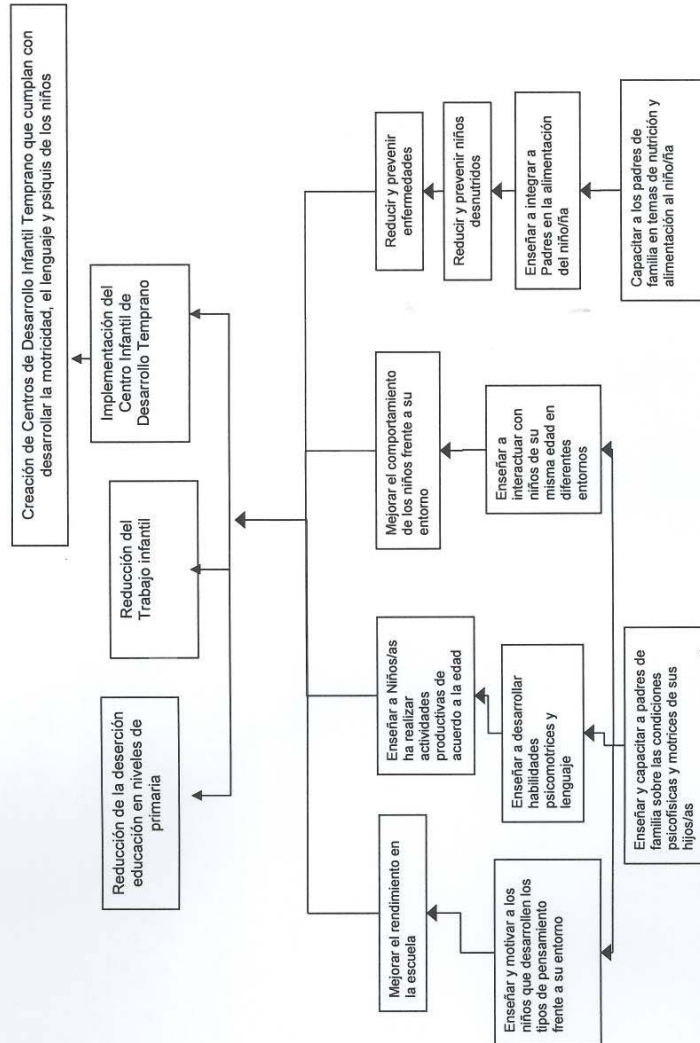 Creación de Centros de Desarrollo Infantil Temprano que cumplan con
desarrollar la motricidad, el lenguaje y psiquis de los niños
Reducción de la deserción
educación en niveles de
primaria
Reducción del
Trabajo infantil
Implementación del
Centro Infantil de
Desarrollo Temprano
Mejorar el rendimiento en
la escuela
Enseñar a Niños/as
ha realizar
actividades
productivas de
acuerdo a la edad
Mejorar el comportamiento
de los niños frente a su
entorno
Reducir y prevenir
enfermedades
Reducir y prevenir niños
desnutridos
Enseñar y motivar a los
niños que desarrollen los
tipos de pensamiento
frente a su entorno
Enseñar a desarrollar
habilidades
psicomotrices y
lenguaje
Enseñar a
interactuar con
niños de su
misma edad en
diferentes
entornos
Enseñar a integrar a
Padres en la alimentación
del niño/ña
Enseñar y capacitar a padres de
familia sobre las condiciones
psicofísicas y motrices de sus
hijos/as
Capacitar a los padres de
familia en temas de nutrición y
alimentación al niño/ña